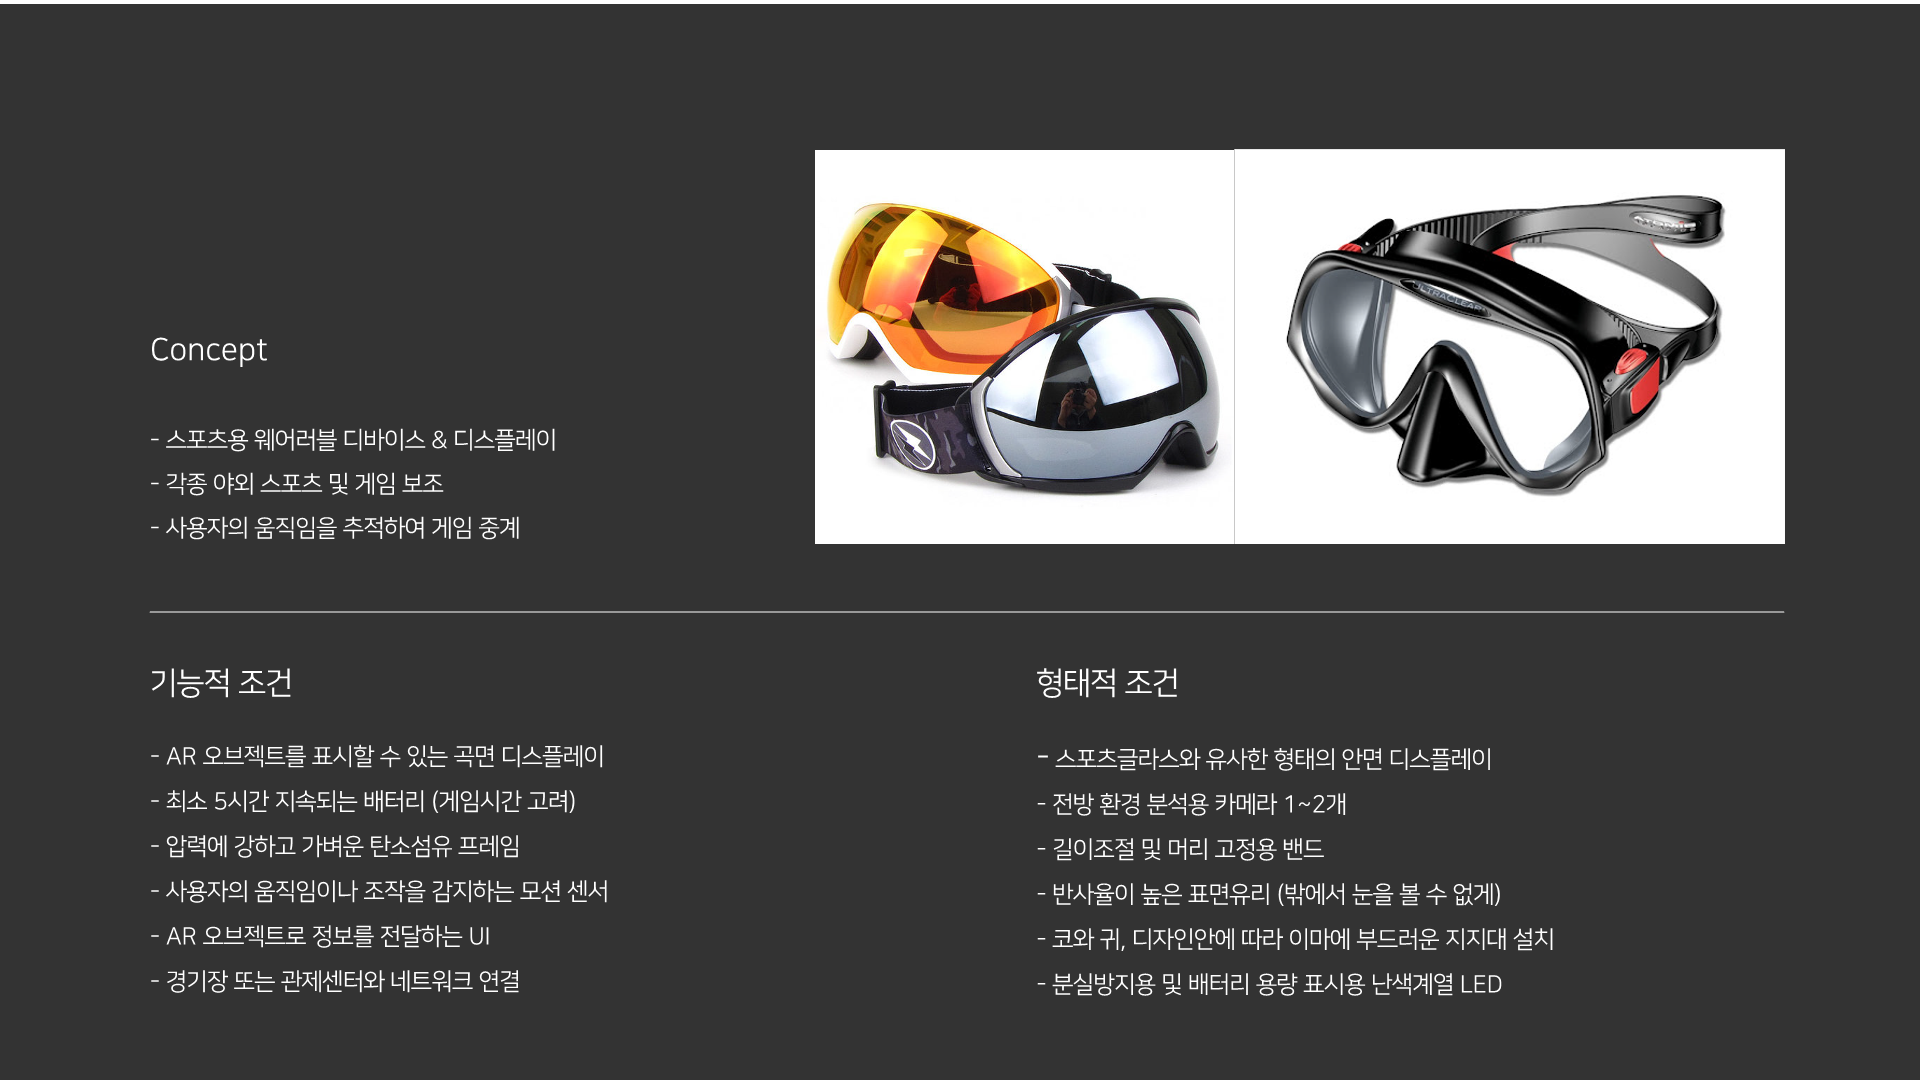 Concept
- 스포츠용 웨어러블 디바이스 & 디스플레이
- 각종 야외 스포츠 및 게임 보조
- 사용자의 움직임을 추적하여 게임 중계
ULTRACLEAR
기능적 조건
- AR 오브젝트를 표시할 수 있는 곡면 디스플레이
- 최소 5시간 지속되는 배터리 (게임시간 고려)
- 압력에 강하고 가벼운 탄소섬유 프레임
- 사용자의 움직임이나 조작을 감지하는 모션 센서
- AR 오브젝트로 정보를 전달하는 UI
- 경기장 또는 관제센터와 네트워크 연결
형태적 조건
- 스포츠글라스와 유사한 형태의 안면 디스플레이
- 전방 환경 분석용 카메라 1~2개
- 길이조절 및 머리 고정용 밴드
- 반사율이 높은 표면유리 (밖에서 눈을 볼 수 없게)
- 코와 귀, 디자인안에 따라 이마에 부드러운 지지대 설치
- 분실방지용 및 배터리 용량 표시용 난색계열 LED